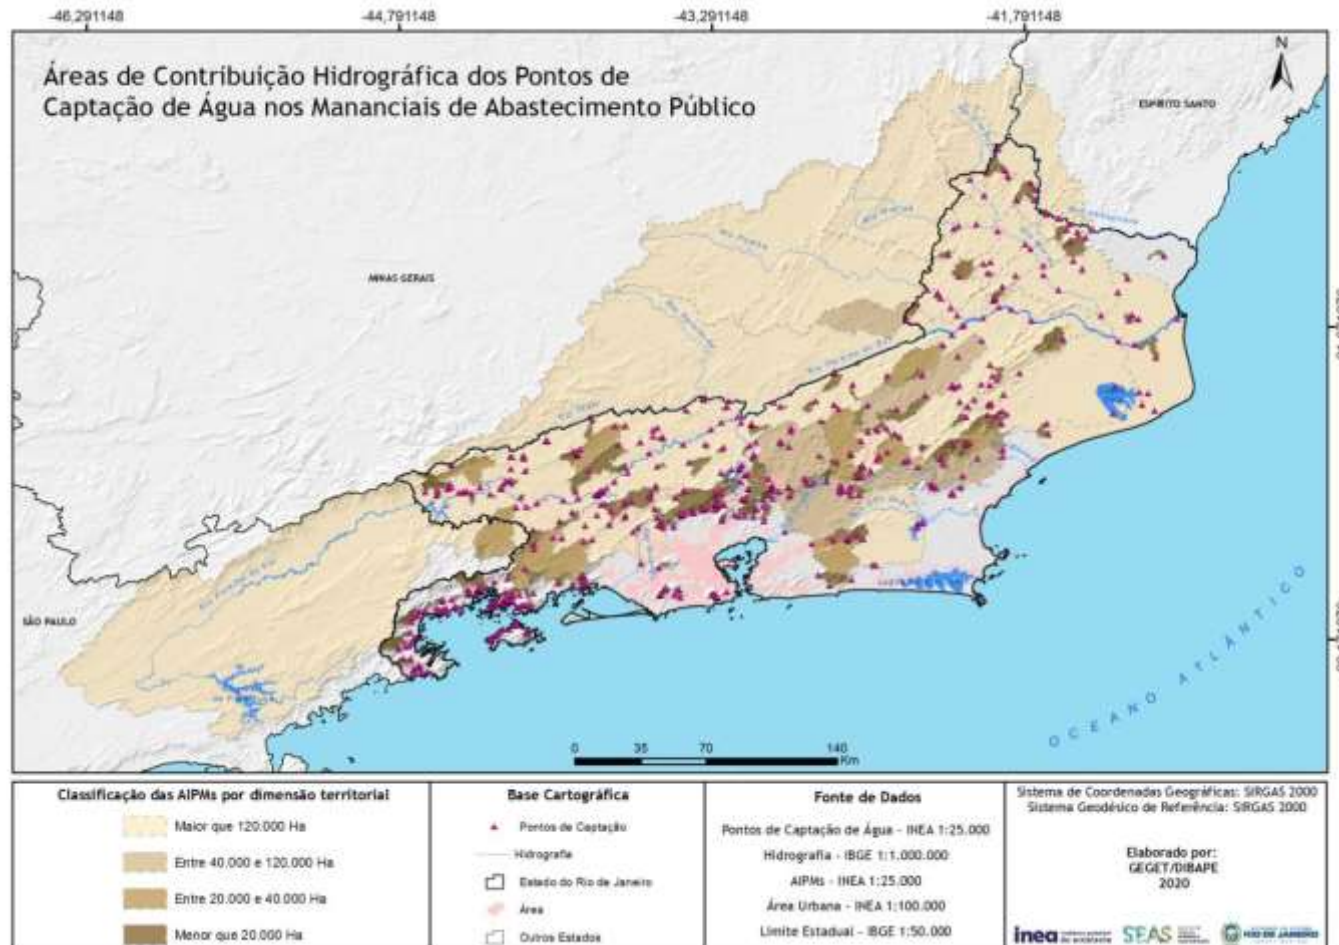 -46,291148
-44,791148
-43,291148
-41,791148
Áreas de Contribuição Hidrográfica dos Pontos de
Captação de Água nos Mananciais de Abastecimento Público
N
ESPÍRITO SANTO
MINAS GERAIS
SÃO PAULO
OCEANO ATLÂNTICO
0 35 70 140
Km
Classificação das AIPMs por dimensão territorial
Maior que 120.000 Ha
Entre 40.000 e 120.000 Ha
Entre 20.000 e 40.000 Ha
Menor que 20.000 Ha
Base Cartográfica
Pontos de Captação
Hidrografia
Estado do Rio de Janeiro
Área
Outros Estados
Fonte de Dados
Pontos de Captação de Água - INEA 1:25.000
Hidrografia - IBGE 1:1.000.000
AIPMs - INEA 1:25.000
Área Urbana - INEA 1:100.000
Limite Estadual - IBGE 1:50.000
Sistema de Coordenadas Geográficas: SIRGAS 2000
Sistema Geodésico de Referência: SIRGAS 2000
Elaborado por:
GEGET/DIBAPE
2020
inea
SEAS
RIO DE JANEIRO